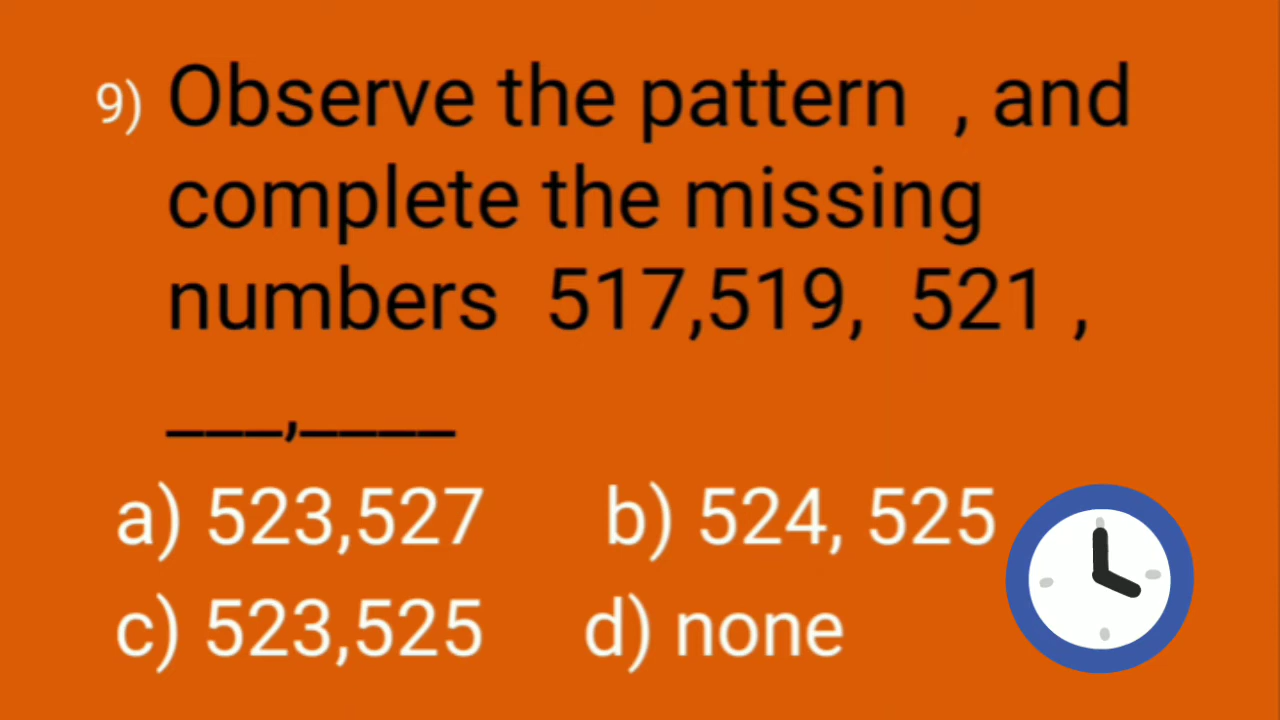 9) Observe the pattern , and
complete the missing
numbers 517,519, 521 ,
___,____
a) 523,527 b) 524, 525
c) 523,525 d) none